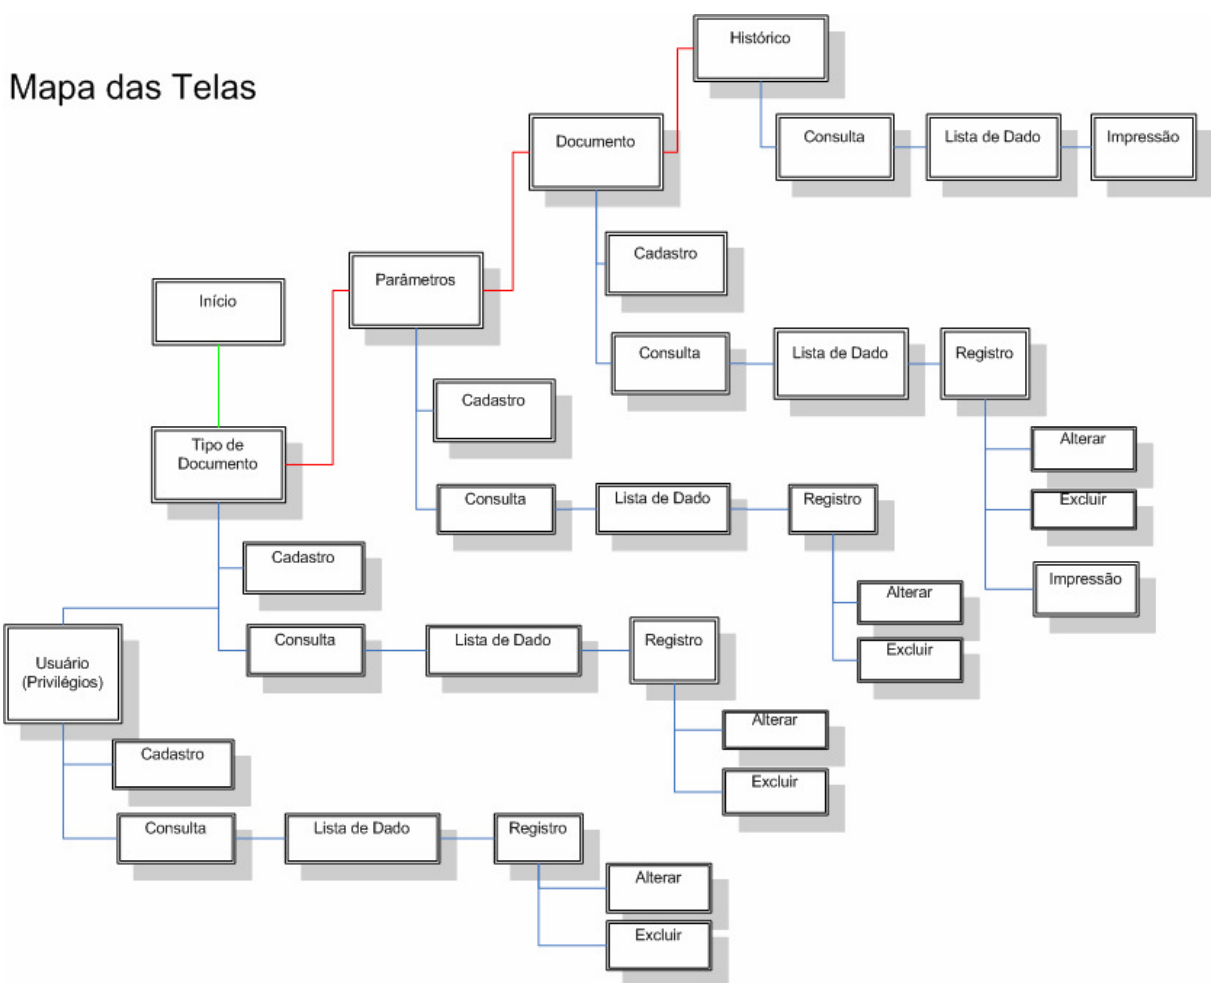 Mapa das Telas
Histórico
Consulta
Lista de Dado
Impressão
Documento
Cadastro
Consulta
Lista de Dado
Registro
Alterar
Excluir
Impressão
Parâmetros
Cadastro
Consulta
Lista de Dado
Registro
Alterar
Excluir
Início
Tipo de
Documento
Cadastro
Consulta
Lista de Dado
Registro
Alterar
Excluir
Usuário
(Privilégios)
Cadastro
Consulta
Lista de Dado
Registro
Alterar
Excluir